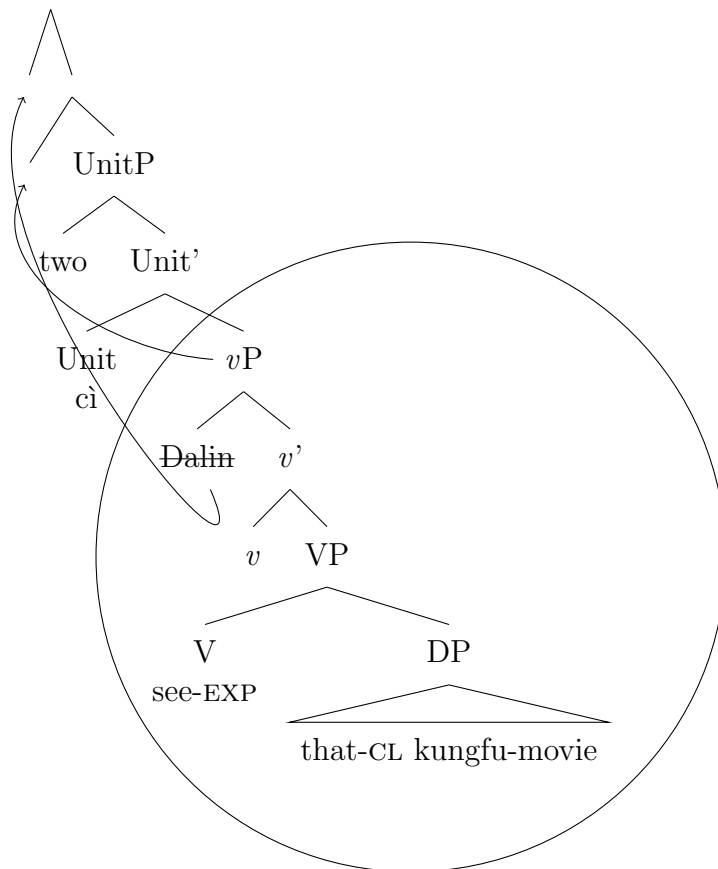 UnitP
two Unit'
Unit vP
cì
Dalin v'
v VP
V DP
see-EXP
that-CL kungfu-movie